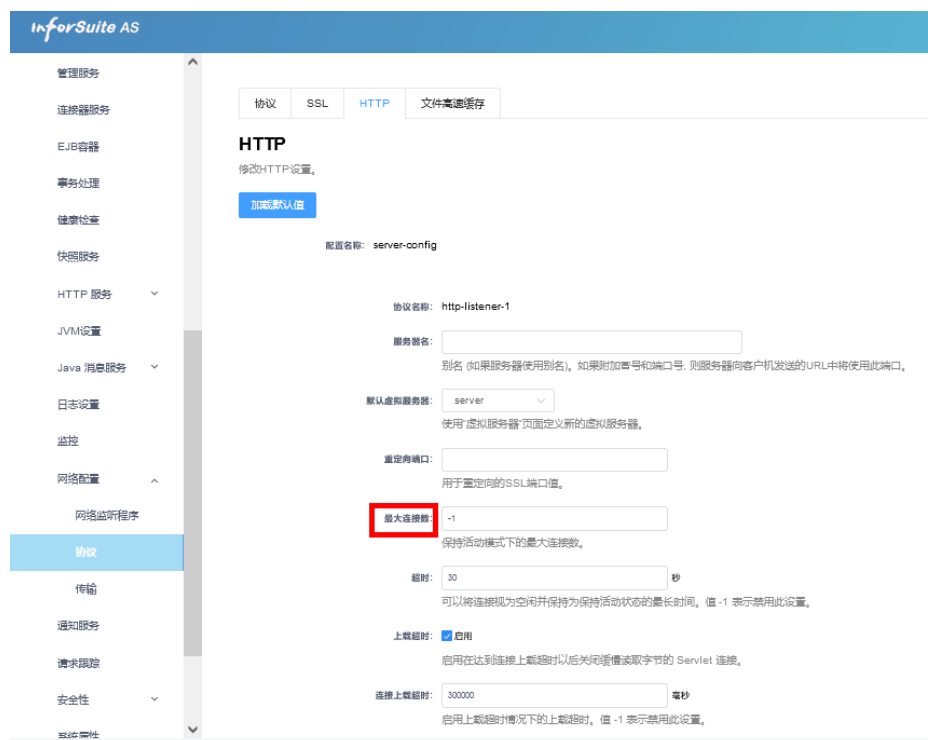 InforSuite AS
管理服务
连接器服务
EJB容器
事务处理
健康检查
快照服务
HTTP 服务
JVM设置
Java 消息服务
日志设置
监控
网络配置
网络监听程序
协议
传输
通知服务
请求跟踪
安全性
系统属性
协议 SSL HTTP 文件高速缓存
HTTP
修改HTTP设置。
加载默认值
配置名称: server-config
协议名称: http-listener-1
服务器名:
别名 (如果服务器使用别名)。如果附加冒号和端口号, 则服务器向客户机发送的URL中将使用此端口。
默认虚拟服务器: server
使用“虚拟服务器”页面定义新的虚拟服务器。
重定向端口:
用于重定向的SSL端口值。
最大连接数: -1
保持活动模式下的最大连接数。
超时: 30 秒
可以将连接视为空闲并保持为保持活动状态的最长时间。值 -1 表示禁用此设置。
上载超时: 启用
启用在达到连接上载超时以后关闭缓慢读取字节的 Servlet 连接。
连接上载超时: 300000 毫秒
启用上载超时情况下的上载超时。值 -1 表示禁用此设置。